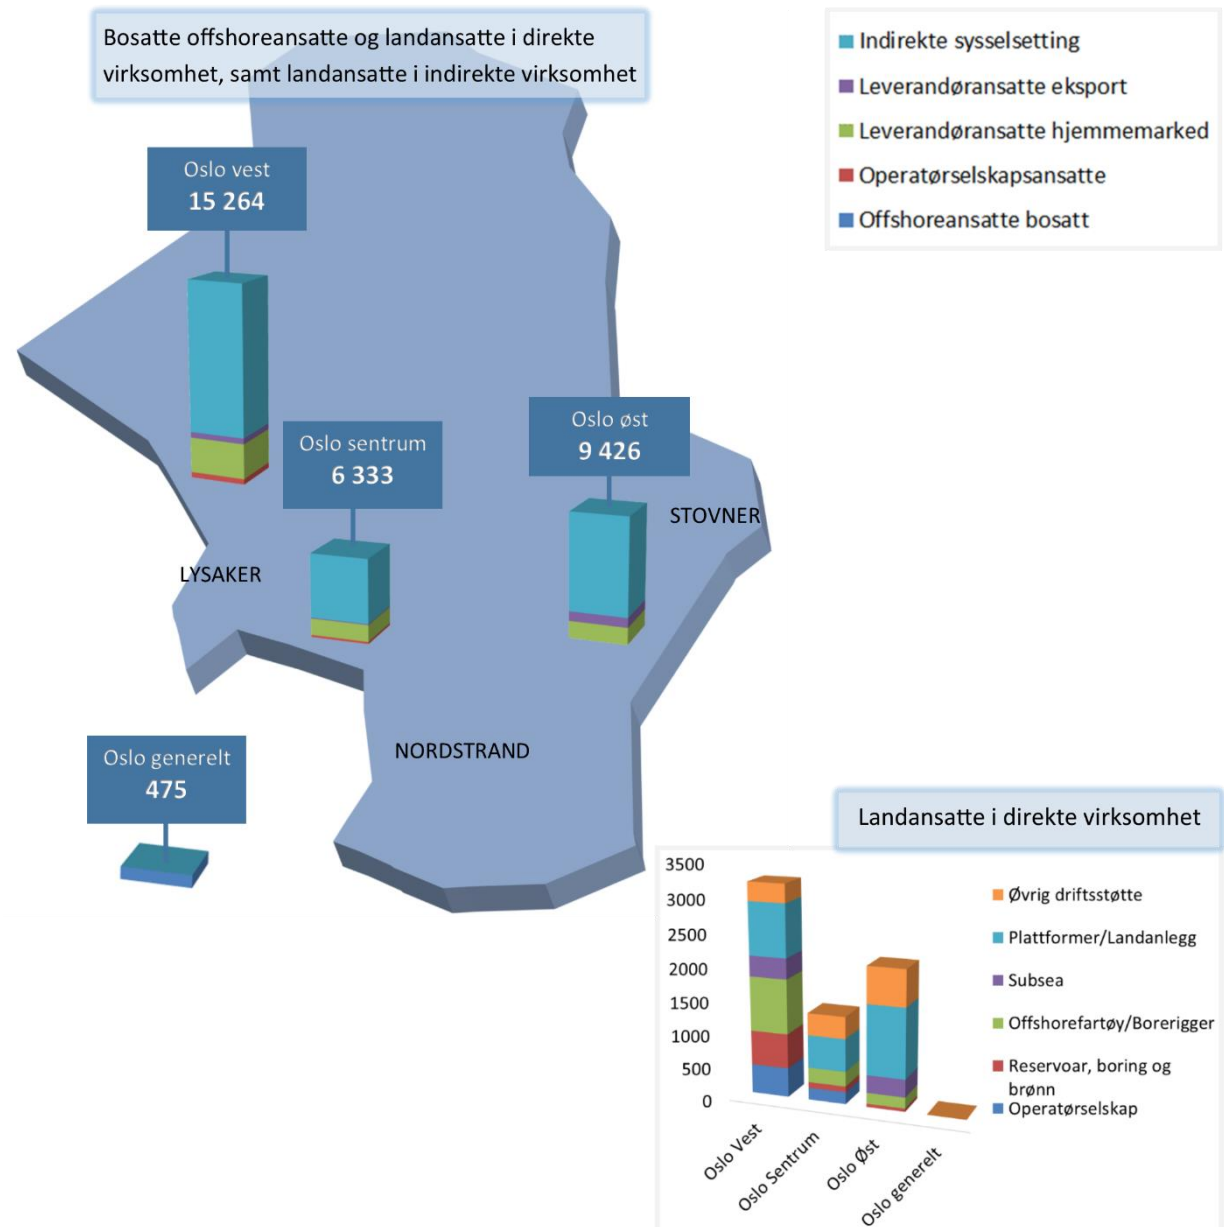 Bosatte offshoreansatte og landansatte i direkte
virksomhet, samt landansatte i indirekte virksomhet
Indirekte sysselsetting
Leverandøransatte eksport
Leverandøransatte hjemmemarked
Operatørselskapsansatte
Offshoreansatte bosatt
Oslo vest
15 264
Oslo sentrum
6 333
Oslo øst
9 426
STOVNER
LYSAKER
NORDSTRAND
Oslo generelt
475
Landansatte i direkte virksomhet
3500
3000
2500
2000
1500
1000
500
0
Oslo Vest
Oslo Sentrum
Oslo Øst
Oslo generelt
Øvrig driftsstøtte
Plattformer/Landanlegg
Subsea
Offshorefartøy/Borerigger
Reservoar, boring og
brønn
Operatørselskap